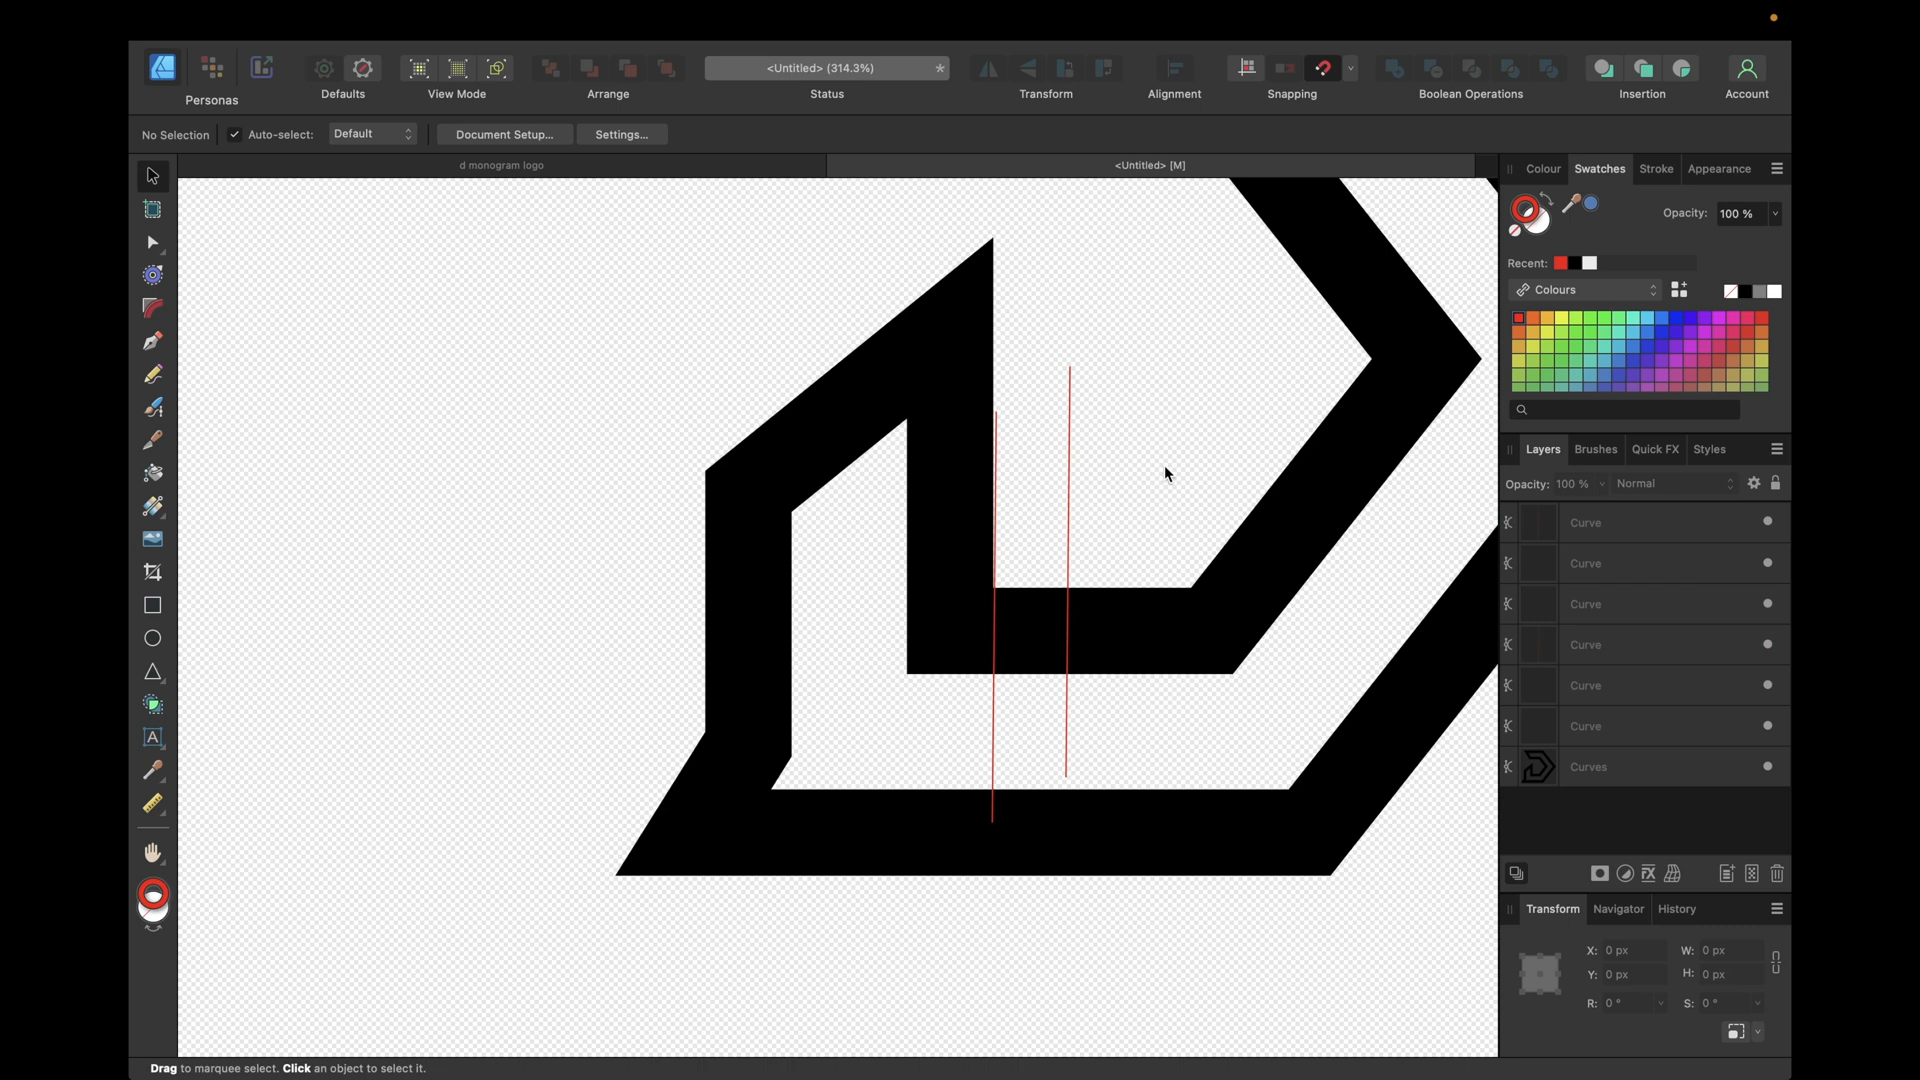 <Untitled> (314.3%)
*
Personas
Defaults
View Mode
Arrange
Status
Transform
Alignment
Snapping
Boolean Operations
Insertion
Account
No Selection
Auto-select:
Default
Document Setup...
Settings...
d monogram logo
<Untitled> [M]
Colour
Swatches
Stroke
Appearance
Opacity:
100 %
Recent:
Colours
Layers
Brushes
Quick FX
Styles
Opacity:
100 %
Normal
Curve
Curve
Curve
Curve
Curve
Curve
Curves
A
FX
Transform
Navigator
History
X: 0 px
W: 0 px
Y: 0 px
H: 0 px
R: 0 °
S: 0 °
Drag to marquee select. Click an object to select it.